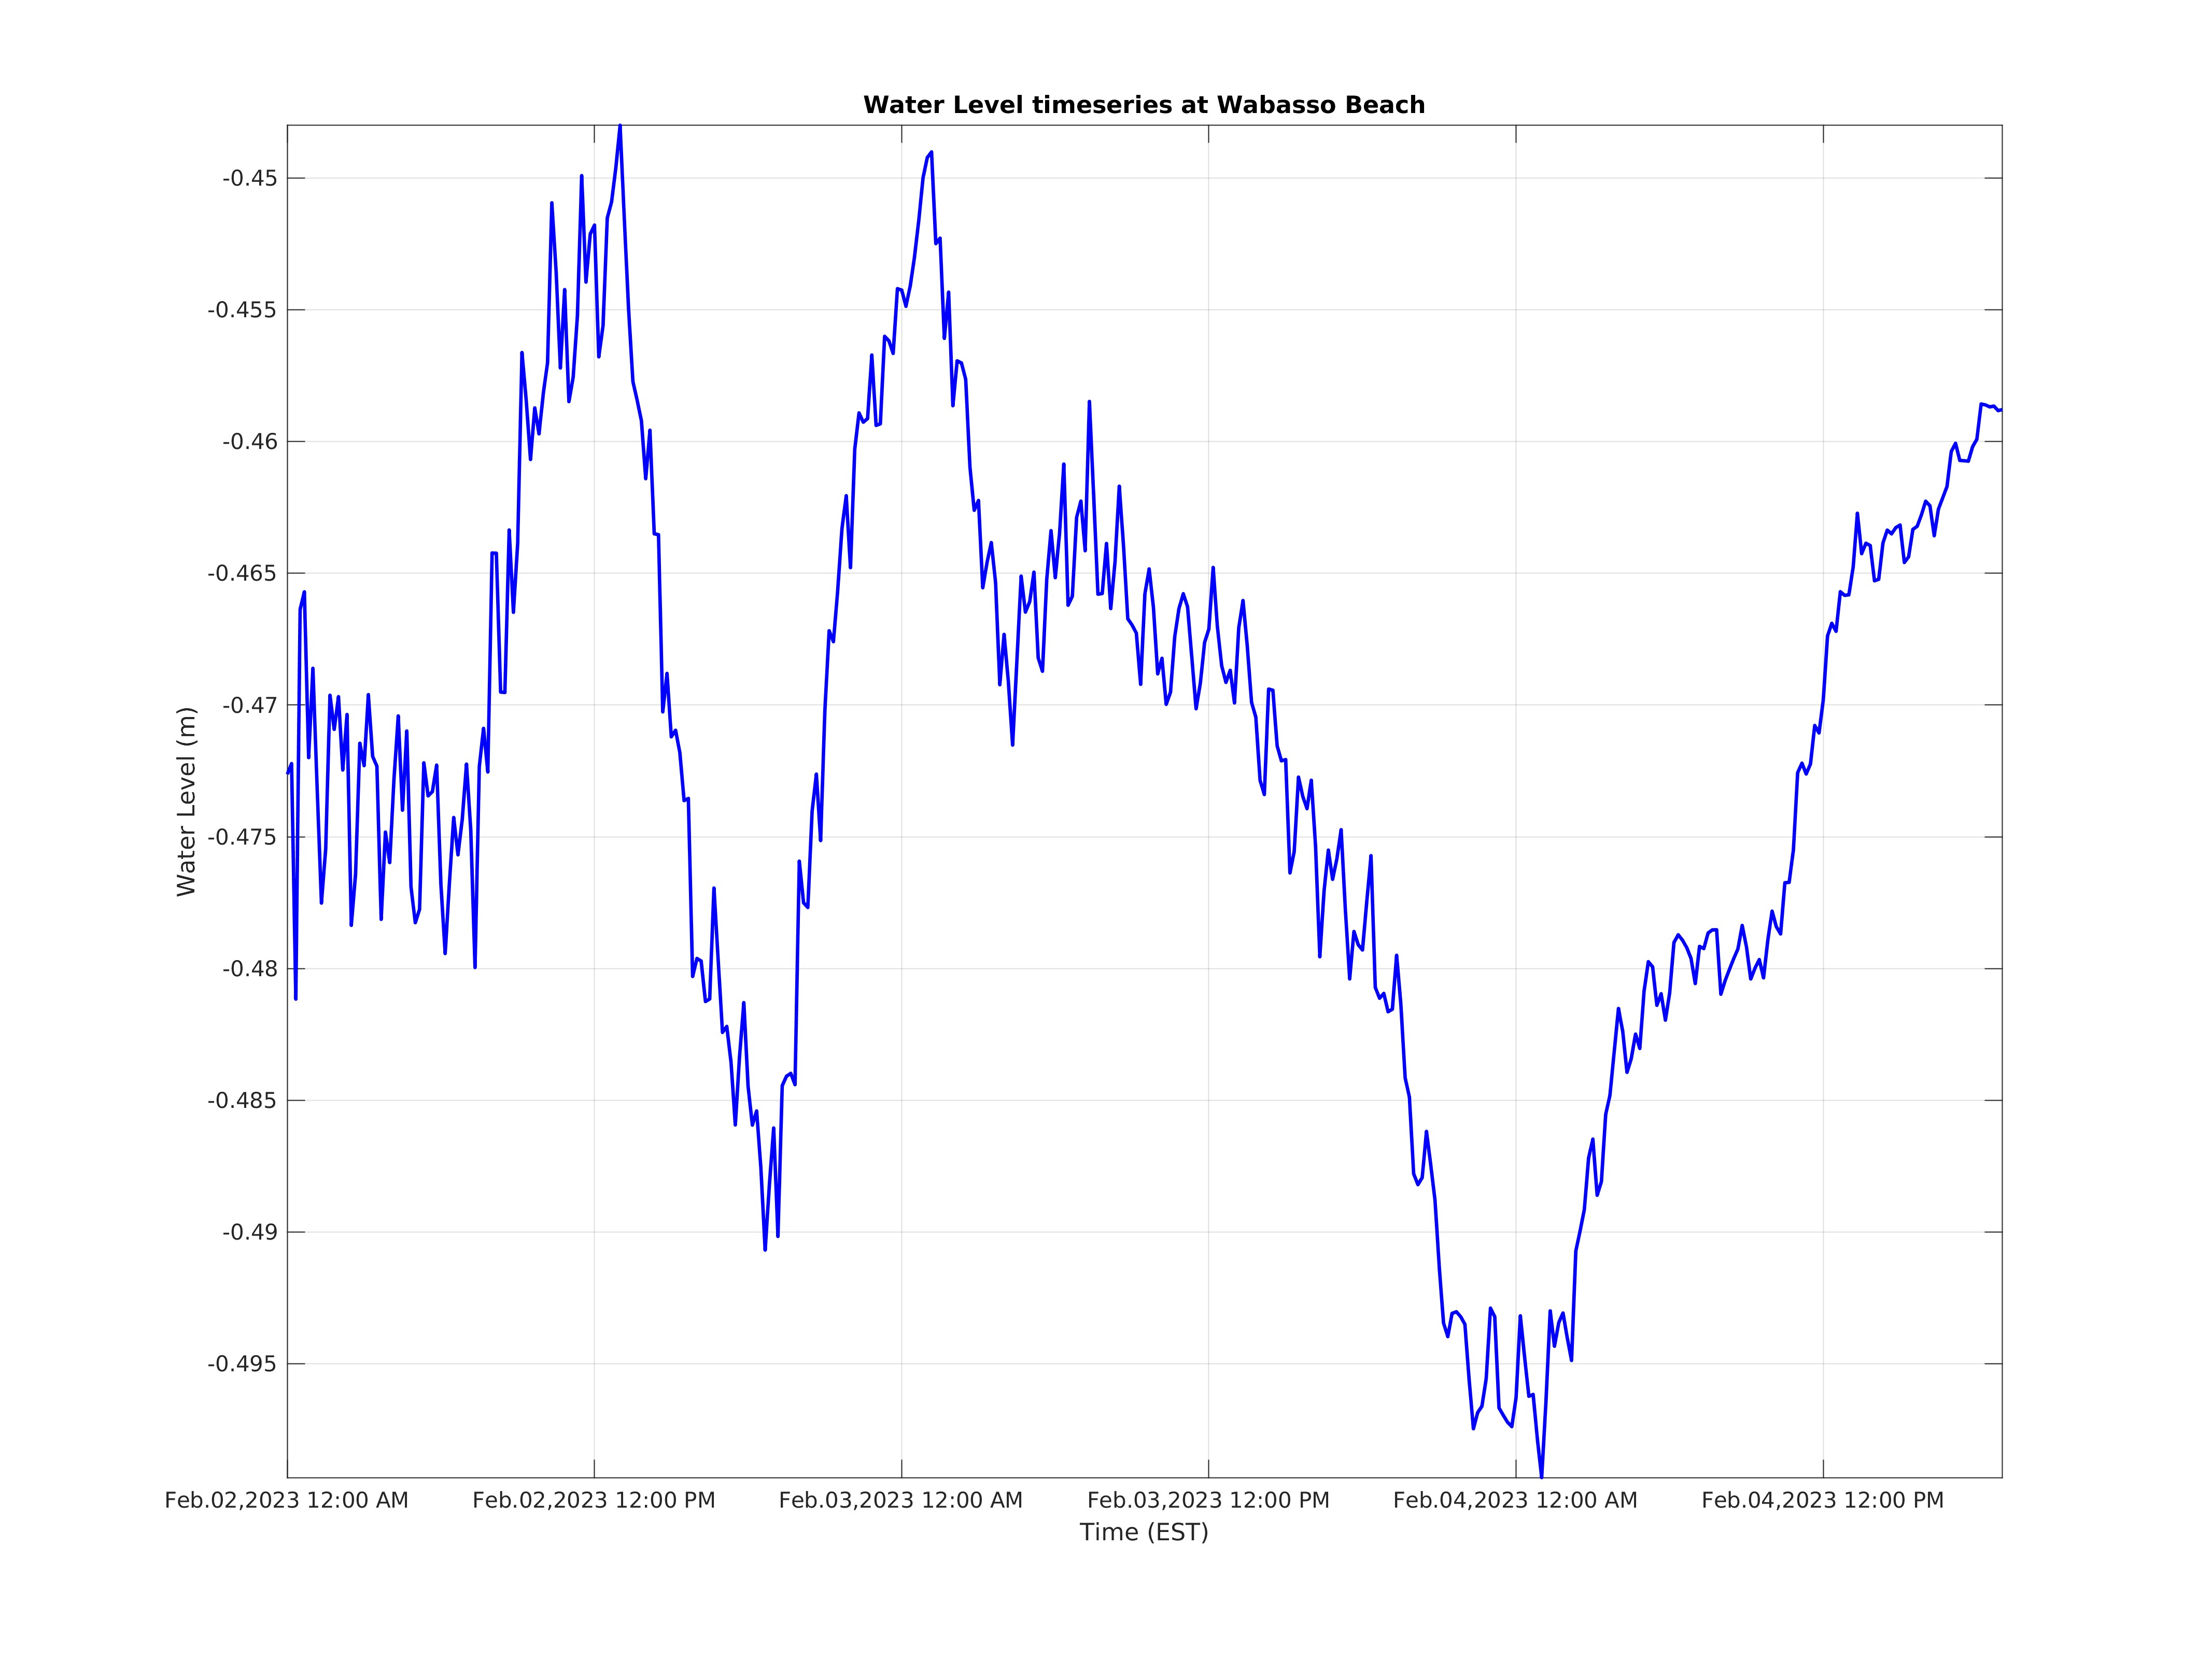 Water Level timeseries at Wabasso Beach
-0.45
-0.455
-0.46
-0.465
-0.47
-0.475
-0.48
-0.485
-0.49
-0.495
Water Level (m)
Feb.02,2023 12:00 AM
Feb.02,2023 12:00 PM
Feb.03,2023 12:00 AM
Feb.03,2023 12:00 PM
Feb.04,2023 12:00 AM
Feb.04,2023 12:00 PM
Time (EST)